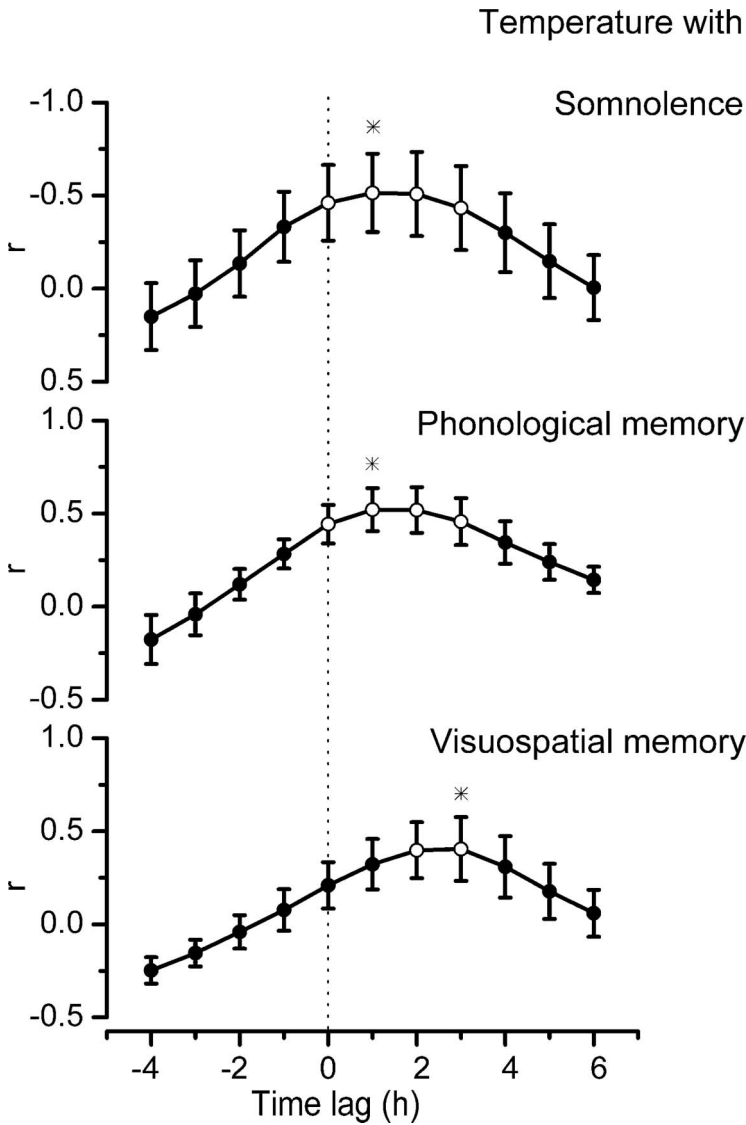 Temperature with
Somnolence
-1.0
-0.5
0.0
0.5
r
*
Phonological memory
1.0
0.5
0.0
-0.5
r
*
Visuospatial memory
1.0
0.5
0.0
-0.5
r
*
-4 -2 0 2 4 6
Time lag (h)